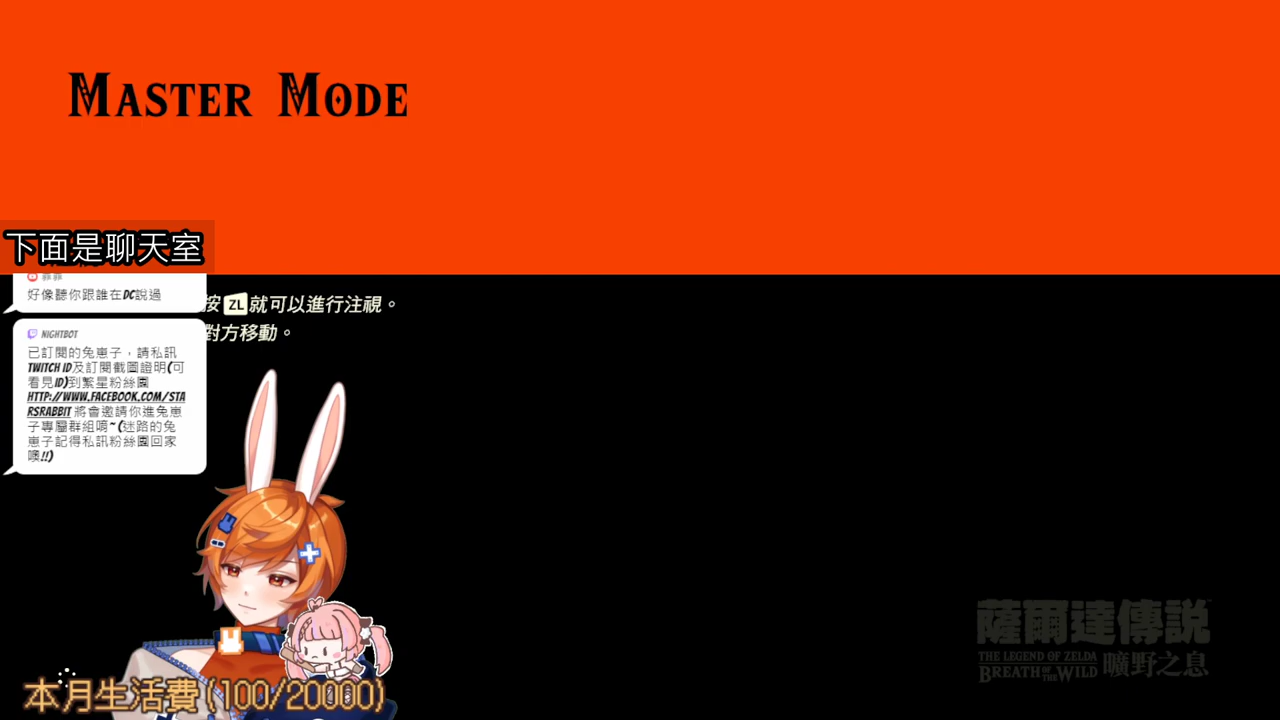 Master Mode
下面是聊天室
好像聽你跟誰在DC說過
按ZL就可以進行注視。
對方移動。
NIGHTBOT
已訂閱的兔崽子，請私訊
TWITCH ID及訂閱截圖證明(可
看見ID)到繁星粉絲團
HTTP://WWW.FACEBOOK.COM/STA
RSRABBIT 將會邀請你進兔崽
子專屬群組唷~(迷路的兔
崽子記得私訊粉絲團回家
噢!!)
本月生活費(100/20000)
薩爾達傳說
THE LEGEND OF ZELDA
BREATH OF THE WILD 曠野之息